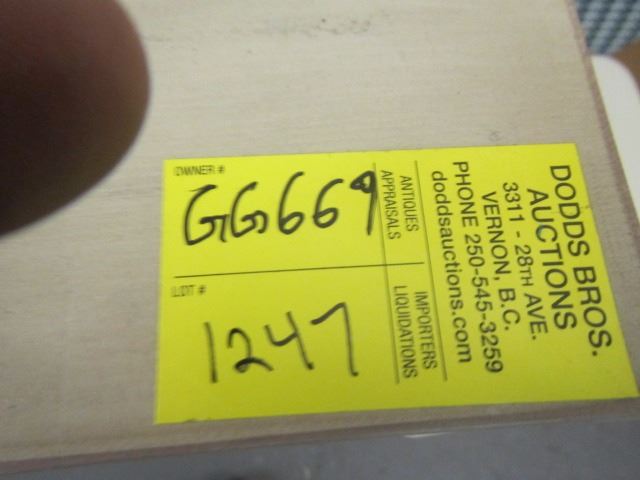 DODDS BROS.
AUCTIONS
3311 - 28TH AVE.
VERNON, B.C.
PHONE 250-545-3259
doddsauctions.com
ANTIQUES
APPRAISALS
IMPORTERS
LIQUIDATIONS
OWNER #
GG669
LOT #
1247